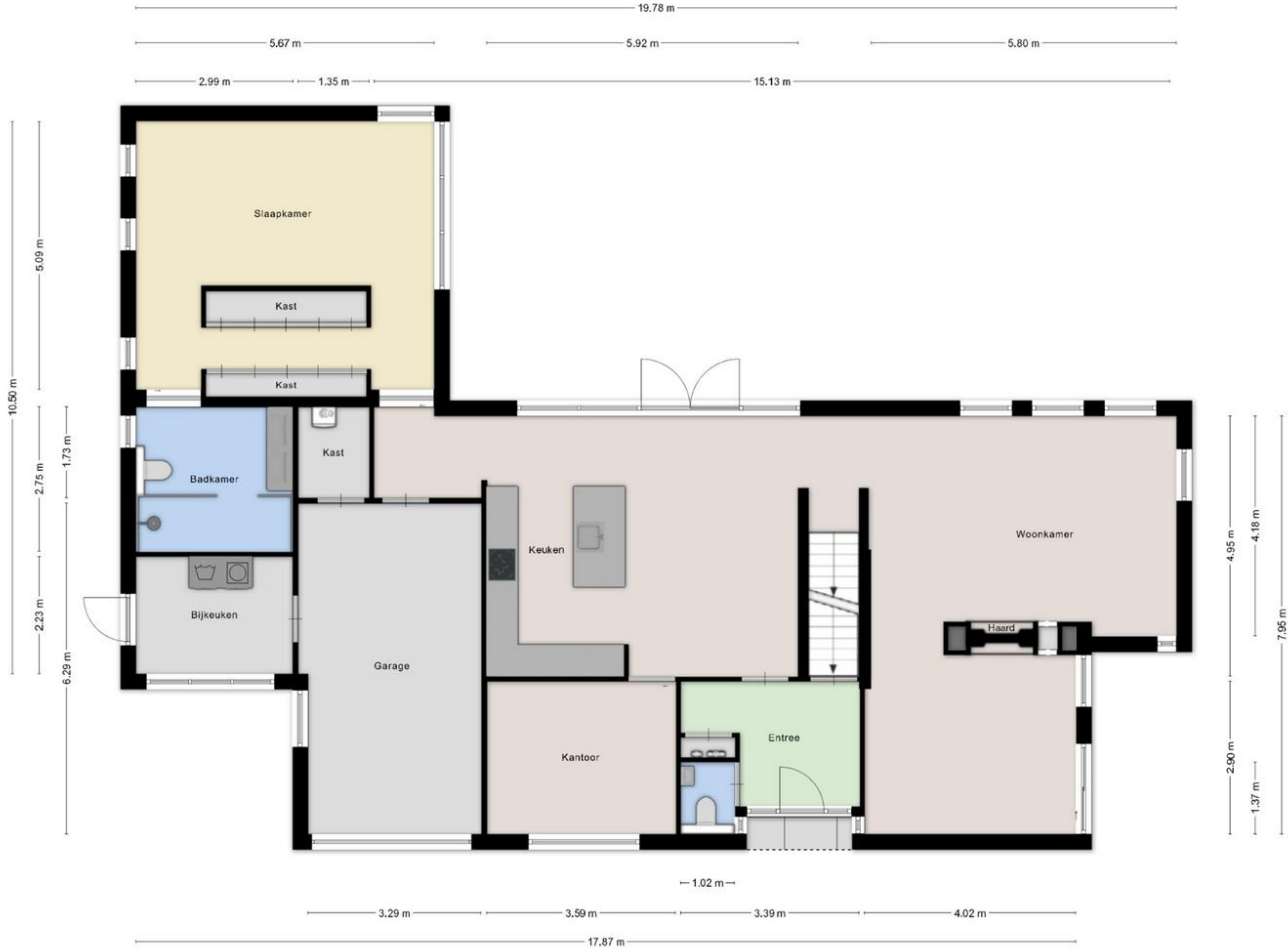 19.78 m
5.67 m
5.92 m
5.80 m
2.99 m
1.35 m
15.13 m
Slaapkamer
5.09 m
Kast
10.50 m
Kast
Kast
1.73 m
Badkamer
2.75 m
4.18 m
Woonkamer
Keuken
4.95 m
Bijkeuken
2.23 m
7.95 m
Haard
Garage
6.29 m
Entree
Kantoor
2.90 m
1.37 m
1.02 m
3.29 m
3.59 m
3.39 m
4.02 m
17.87 m